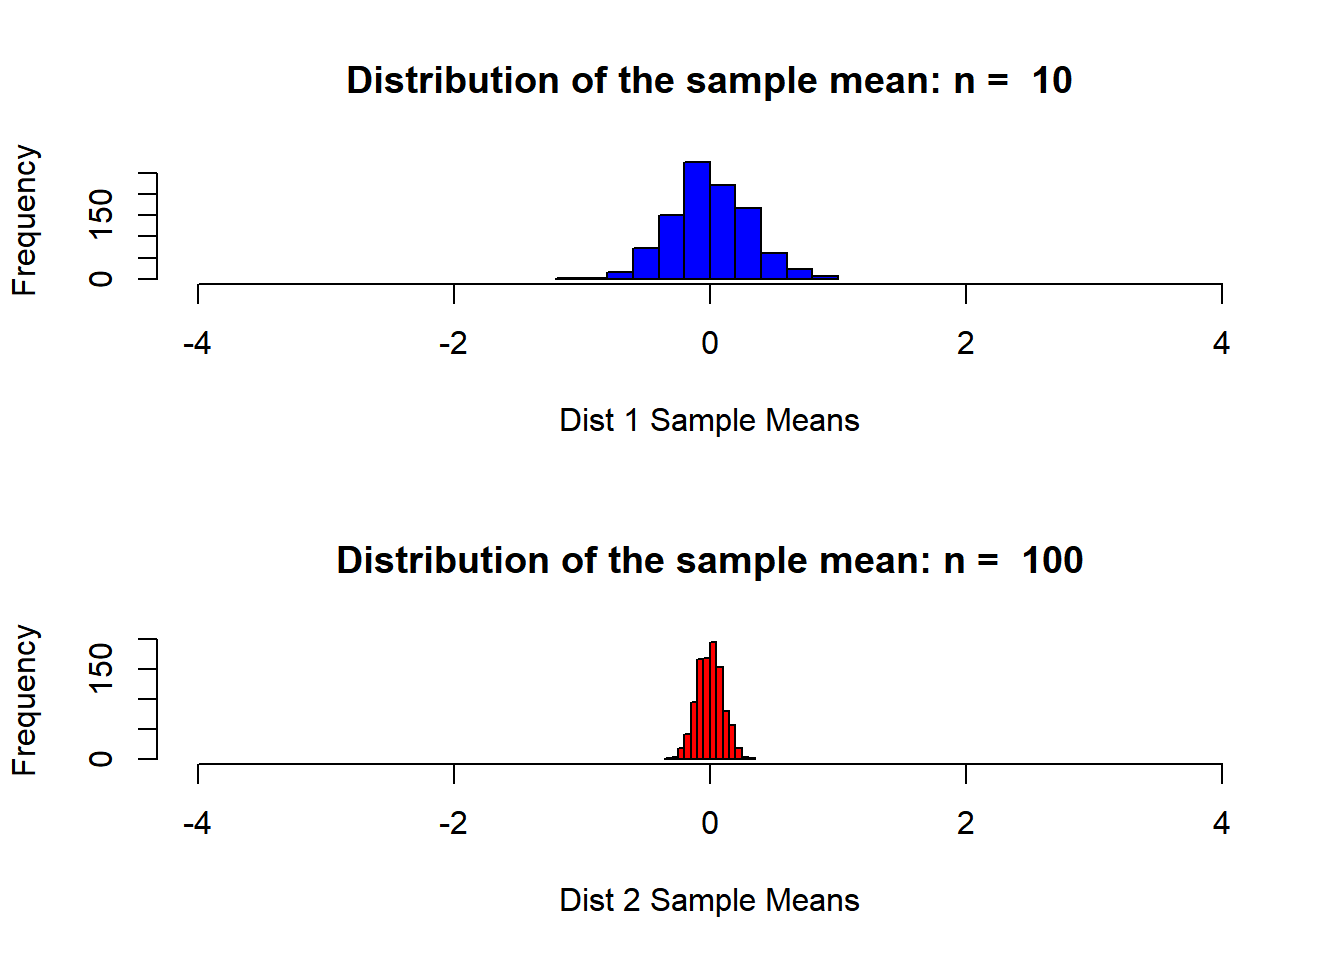 Distribution of the sample mean: n =  10
Frequency
150
0
-4 -2 0 2 4
Dist 1 Sample Means
Distribution of the sample mean: n =  100
Frequency
150
0
-4 -2 0 2 4
Dist 2 Sample Means